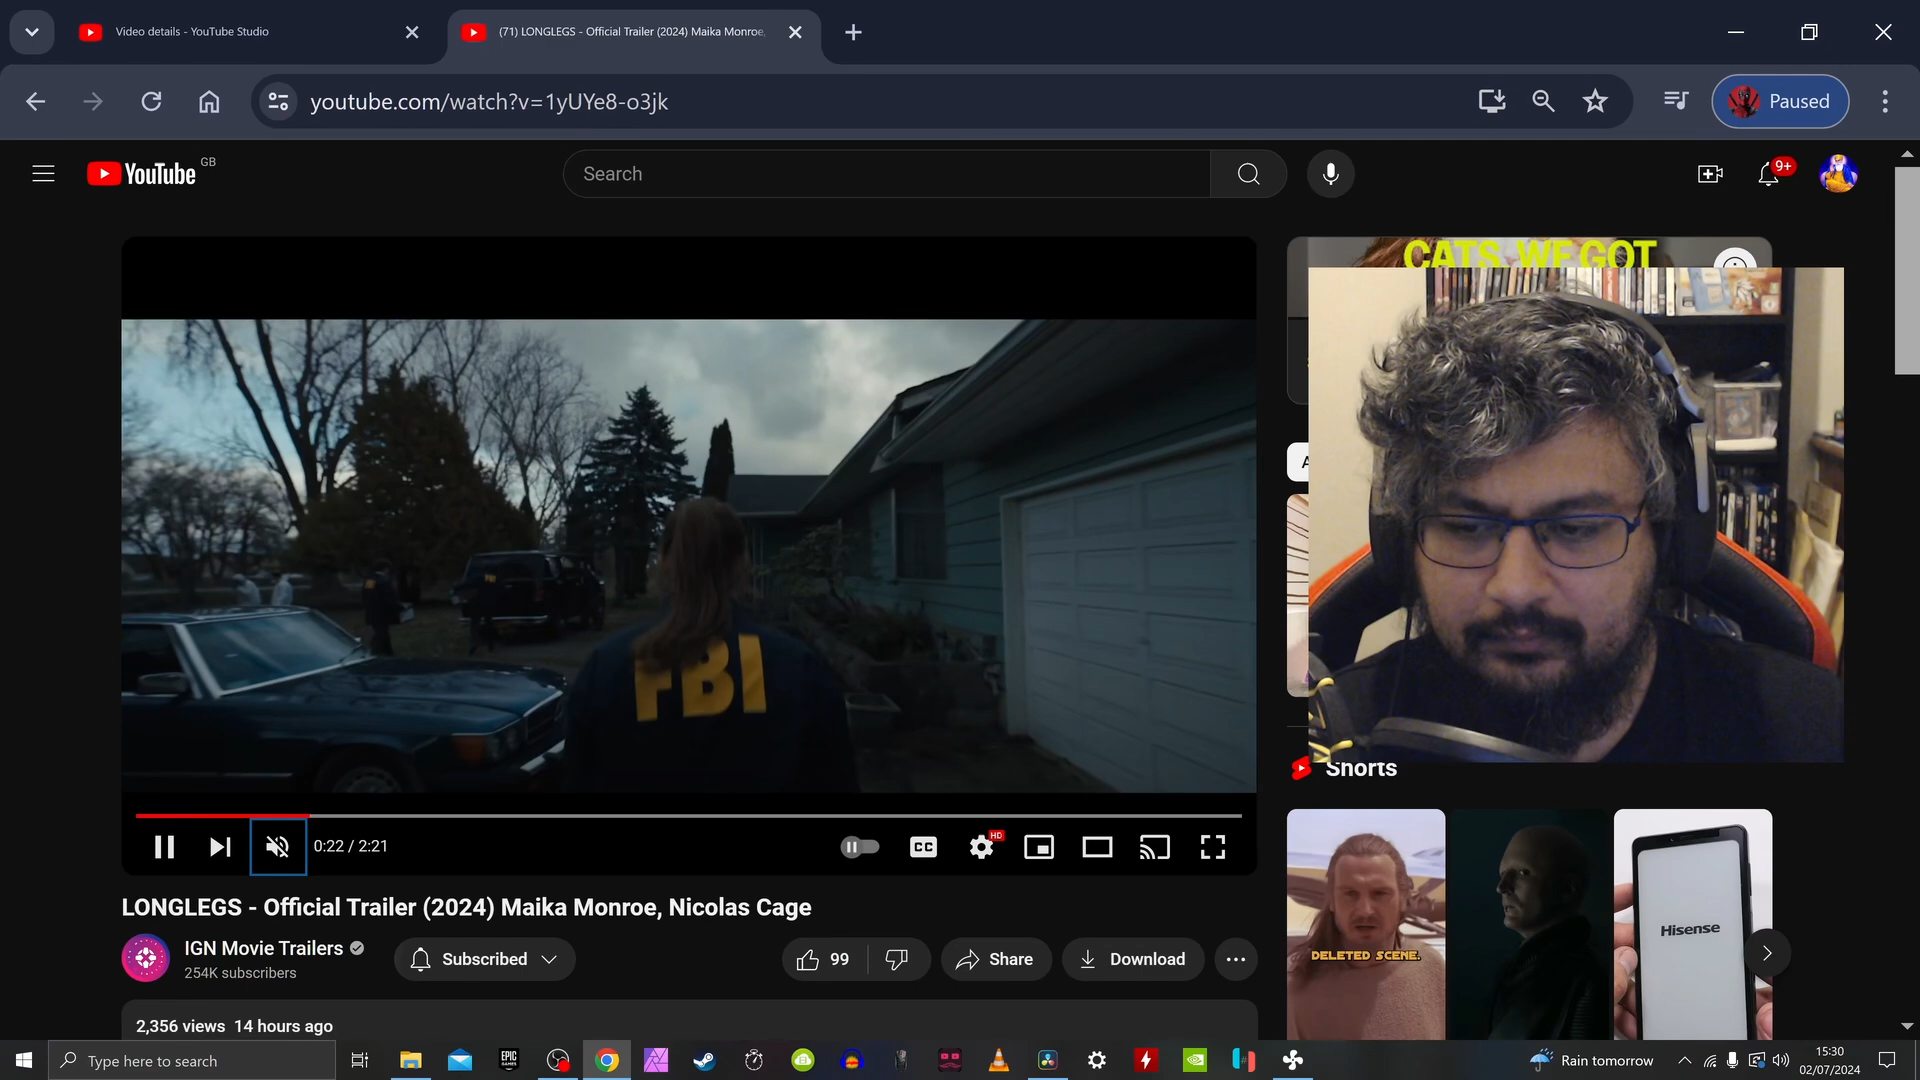 Video details - YouTube Studio
(71) LONGLEGS - Official Trailer (2024) Maika Monroe,
youtube.com/watch?v=1yUYe8-o3jk
Paused
YouTube GB
Search
9+
CATS, WE GOT
FBI
0:22 / 2:21
CC
HD
LONGLEGS - Official Trailer (2024) Maika Monroe, Nicolas Cage
IGN Movie Trailers
254K subscribers
Subscribed
99
Share
Download
2,356 views 14 hours ago
Shorts
DELETED SCENE.
Hisense
Type here to search
EPIC GAMES
Rain tomorrow
15:30
02/07/2024